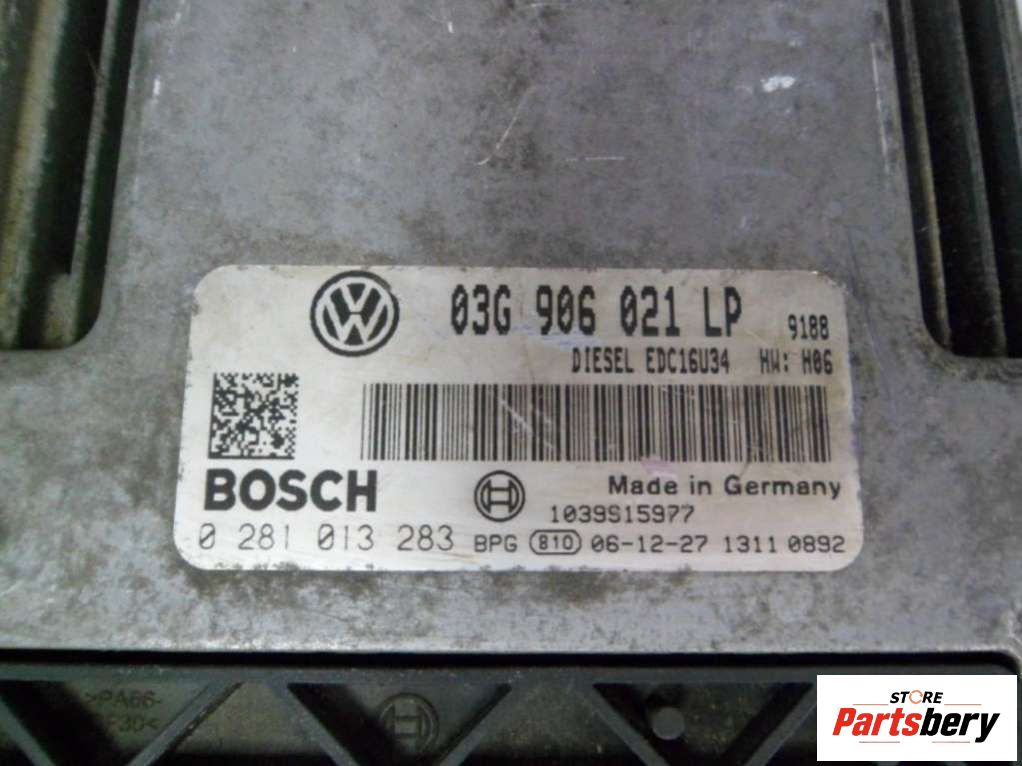 03G 906 021 LP 9188
DIESEL EDC16U34 HW: H06
BOSCH
Made in Germany
1039S15977
0 281 013 283 BPG 810 06-12-27 1311 0892
>PA66-
STORE
Partsbery